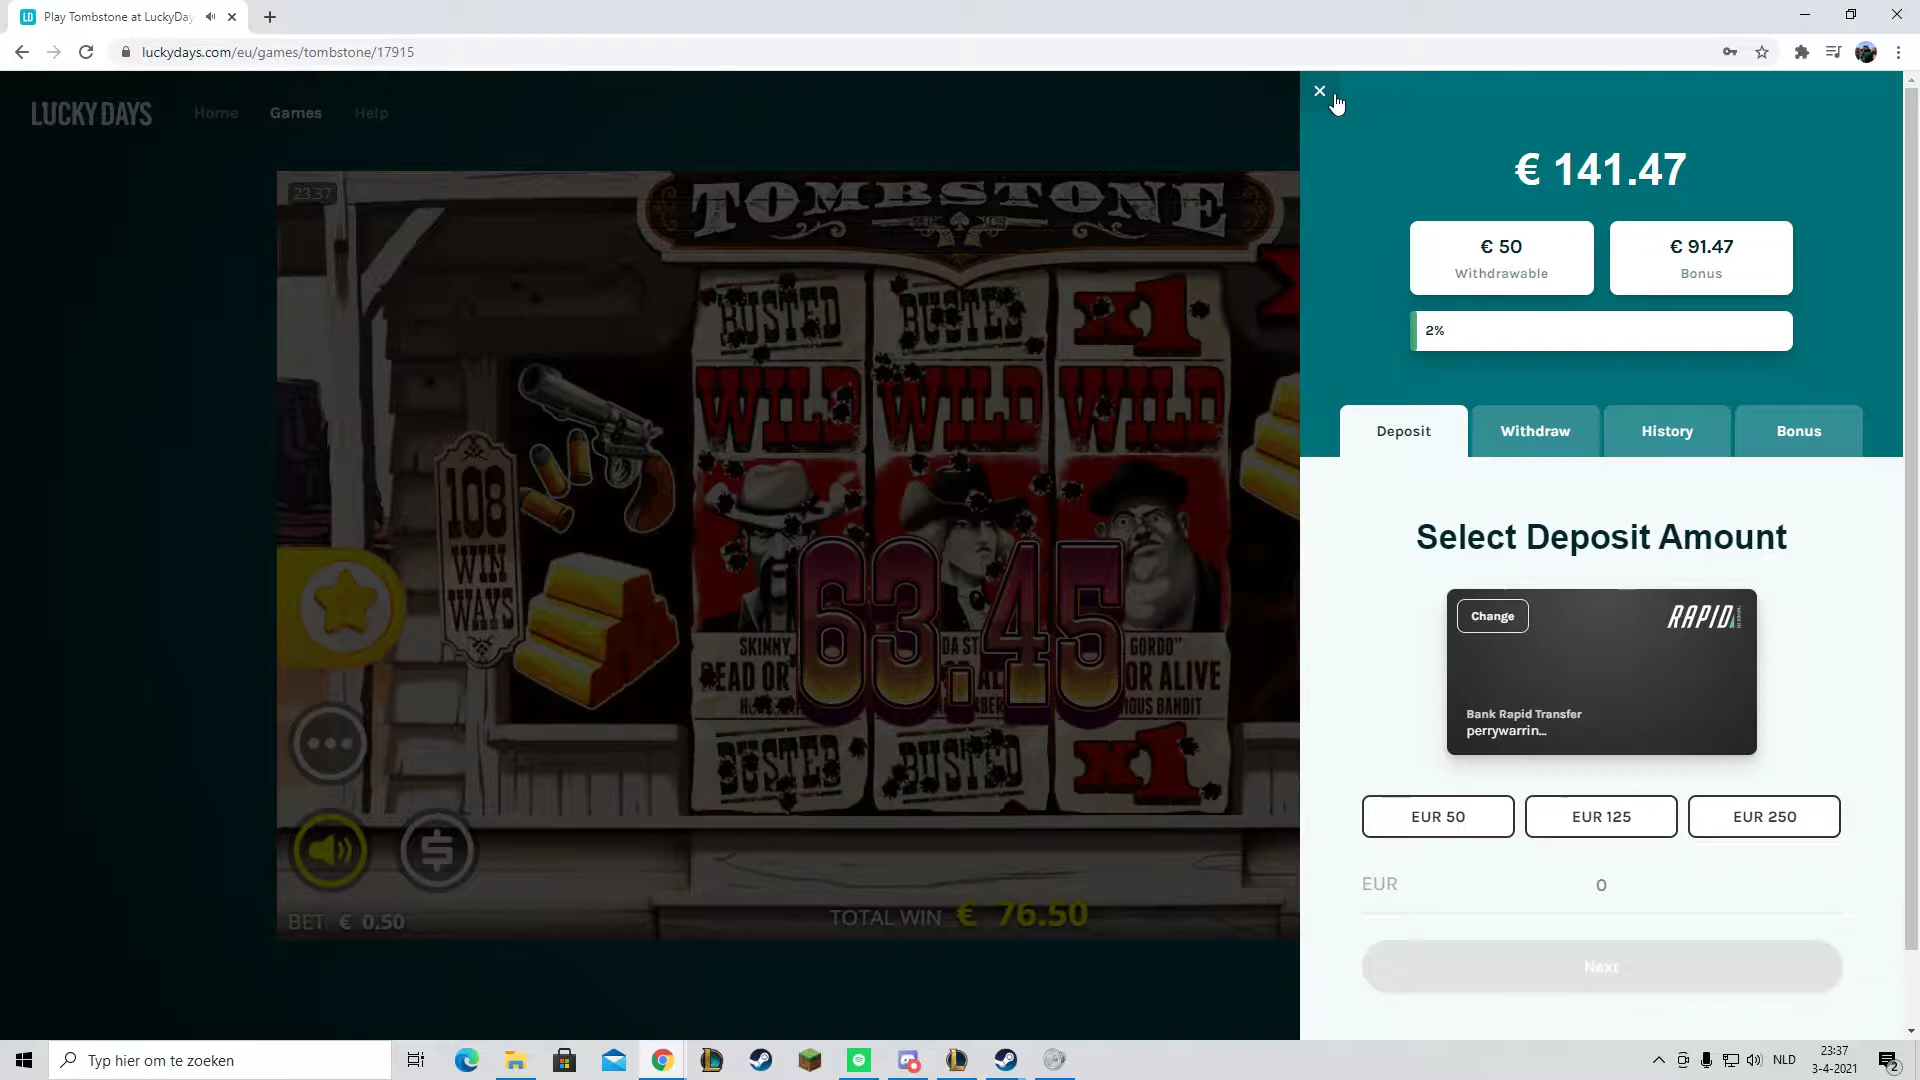 Play Tombstone at LuckyDay
luckydays.com/eu/games/tombstone/17915
LUCKY DAYS
Home
Games
Help
23:37
TOMBSTONE
BUSTED
BUSTED
x1
WILD
WILD
WILD
108
WIN
WAYS
63.45
SKINNY
DA
GORDO"
DEAD OR
OR ALIVE
IOUS BANDIT
BUSTED
BUSTED
x1
BET € 0.50
TOTAL WIN € 76.50
€ 141.47
€ 50
Withdrawable
€ 91.47
Bonus
2%
Deposit
Withdraw
History
Bonus
Select Deposit Amount
Change
RAPID
Bank Rapid Transfer
perrywarrin...
EUR 50
EUR 125
EUR 250
EUR
0
Next
Typ hier om te zoeken
NLD
23:37
3-4-2021
2